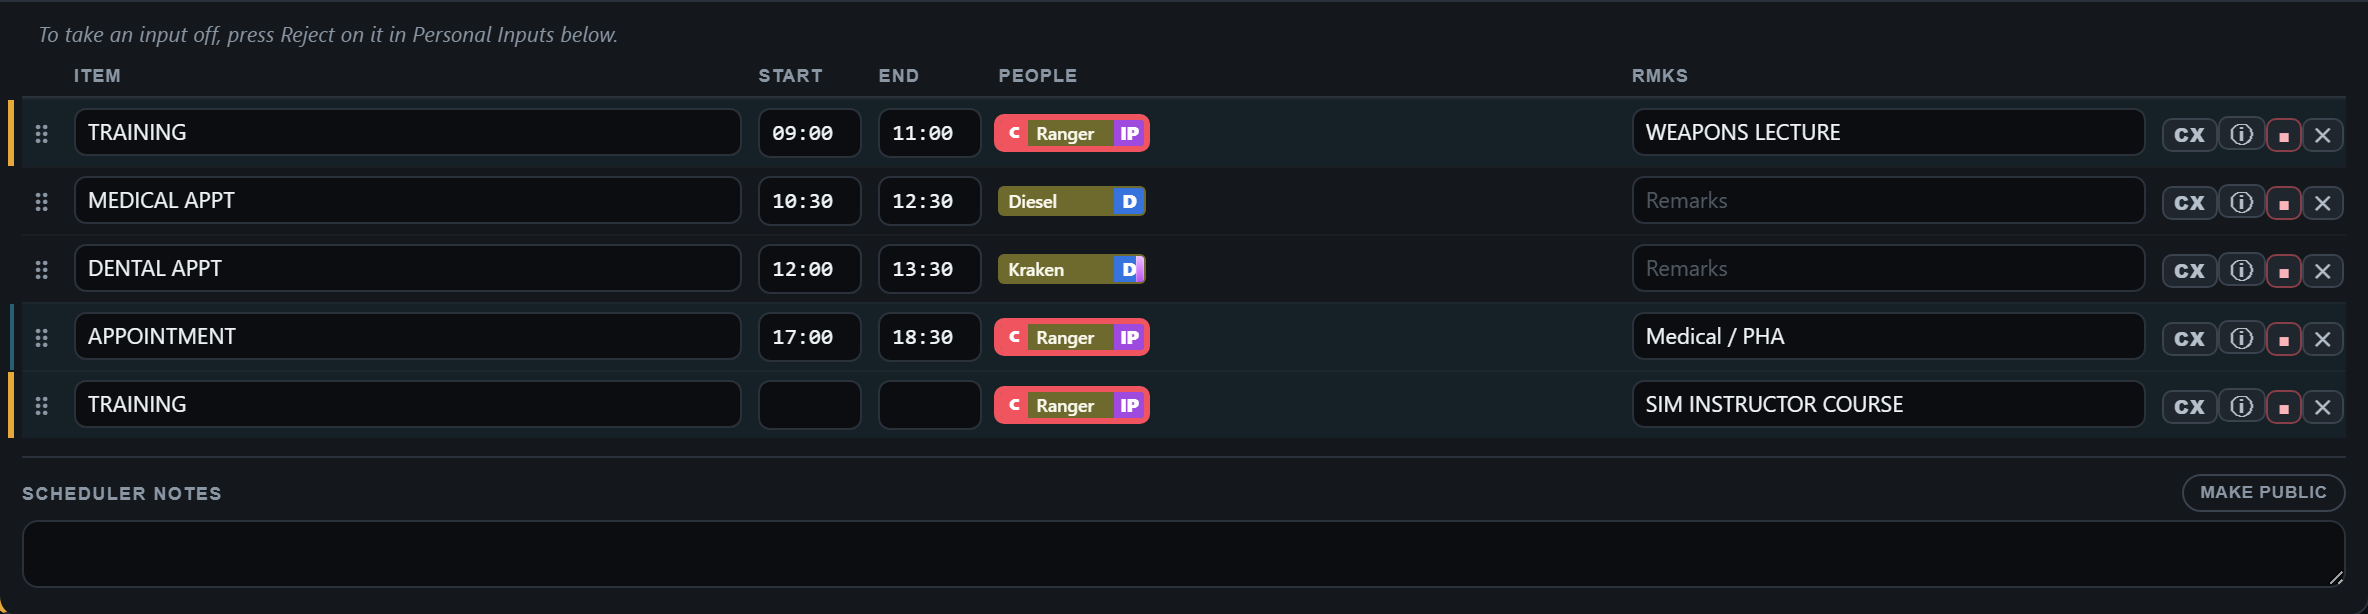 To take an input off, press Reject on it in Personal Inputs below.
ITEM START END PEOPLE RMKS
TRAINING 09:00 11:00 C Ranger IP WEAPONS LECTURE CX
MEDICAL APPT 10:30 12:30 Diesel D Remarks CX
DENTAL APPT 12:00 13:30 Kraken D Remarks CX
APPOINTMENT 17:00 18:30 C Ranger IP Medical / PHA CX
TRAINING C Ranger IP SIM INSTRUCTOR COURSE CX
SCHEDULER NOTES MAKE PUBLIC